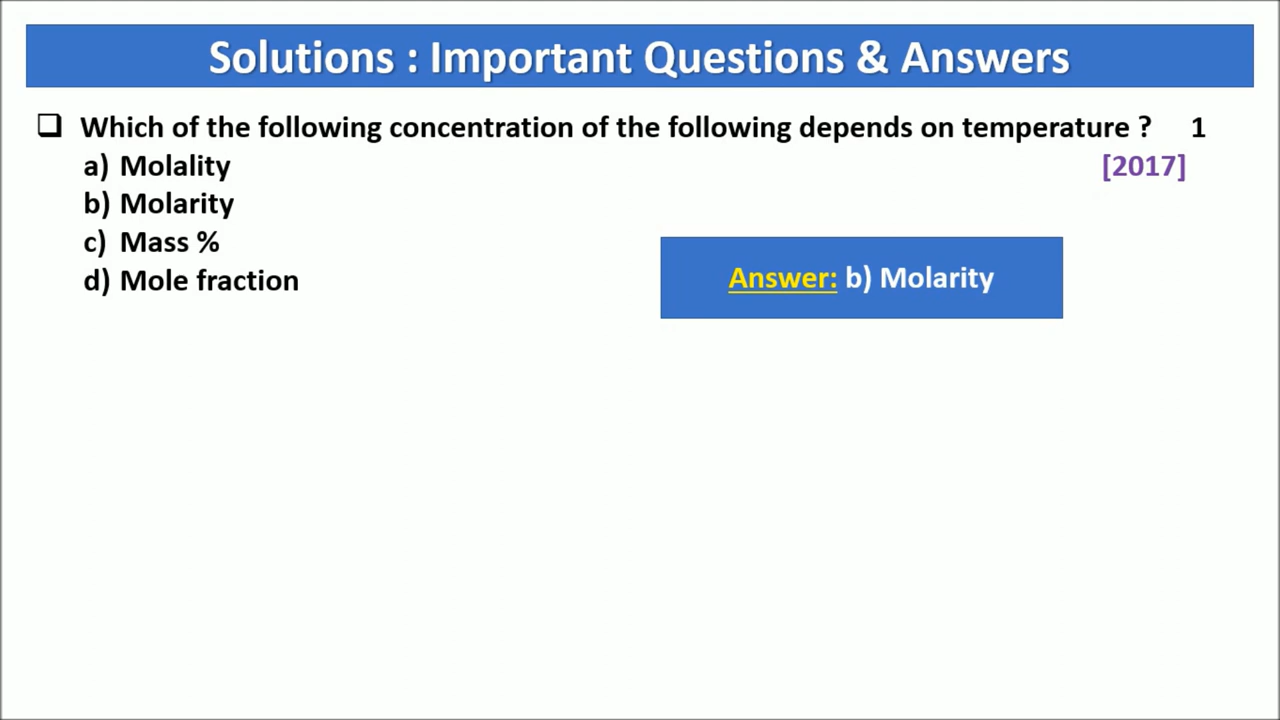 Solutions : Important Questions & Answers
❑ Which of the following concentration of the following depends on temperature ? 1
a) Molality [2017]
b) Molarity
c) Mass %
d) Mole fraction
Answer: b) Molarity